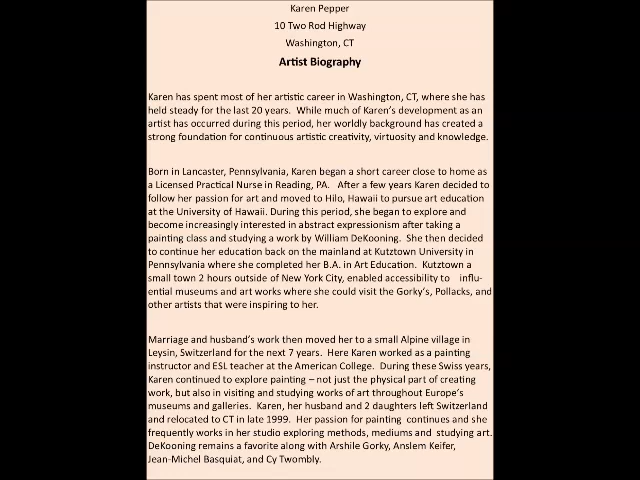 Karen Pepper
10 Two Rod Highway
Washington, CT
Artist Biography
Karen has spent most of her artistic career in Washington, CT, where she has
held steady for the last 20 years.  While much of Karen's development as an
artist has occurred during this period, her worldly background has created a
strong foundation for continuous artistic creativity, virtuosity and knowledge.
Born in Lancaster, Pennsylvania, Karen began a short career close to home as
a Licensed Practical Nurse in Reading, PA.   After a few years Karen decided to
follow her passion for art and moved to Hilo, Hawaii to pursue art education
at the University of Hawaii. During this period, she began to explore and
become increasingly interested in abstract expressionism after taking a
painting class and studying a work by William DeKooning.  She then decided
to continue her education back on the mainland at Kutztown University in
Pennsylvania where she completed her B.A. in Art Education.  Kutztown a
small town 2 hours outside of New York City, enabled accessibility to    influ-
ential museums and art works where she could visit the Gorky's, Pollacks, and
other artists that were inspiring to her.
Marriage and husband's work then moved her to a small Alpine village in
Leysin, Switzerland for the next 7 years.  Here Karen worked as a painting
instructor and ESL teacher at the American College.  During these Swiss years,
Karen continued to explore painting – not just the physical part of creating
work, but also in visiting and studying works of art throughout Europe's
museums and galleries.  Karen, her husband and 2 daughters left Switzerland
and relocated to CT in late 1999.  Her passion for painting  continues and she
frequently works in her studio exploring methods, mediums and  studying art.
DeKooning remains a favorite along with Arshile Gorky, Anslem Keifer,
Jean-Michel Basquiat, and Cy Twombly.